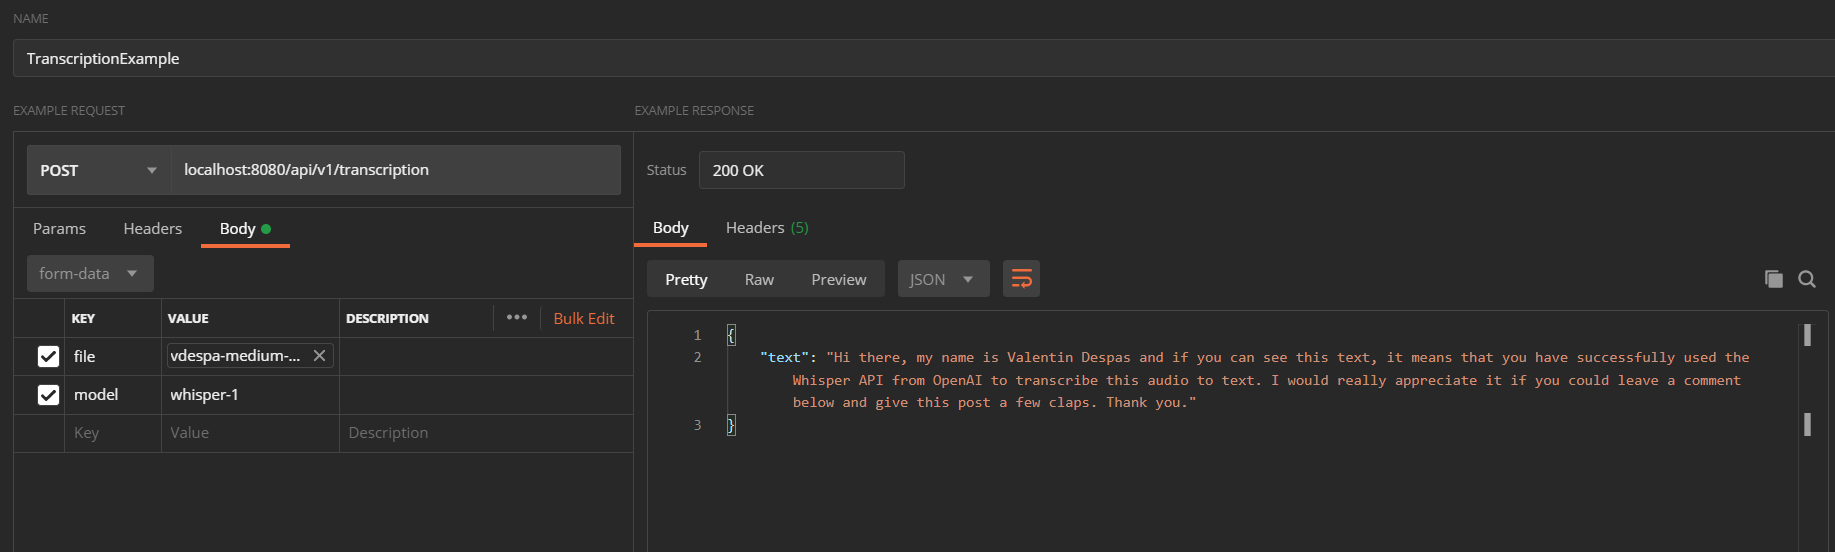 NAME
TranscriptionExample
EXAMPLE REQUEST
EXAMPLE RESPONSE
POST
localhost:8080/api/v1/transcription
Params Headers Body
form-data
KEY VALUE DESCRIPTION ••• Bulk Edit
file vdespa-medium-...
model whisper-1
Key Value Description
Status 200 OK
Body Headers (5)
Pretty Raw Preview JSON
1 {
2 "text": "Hi there, my name is Valentin Despas and if you can see this text, it means that you have successfully used the
Whisper API from OpenAI to transcribe this audio to text. I would really appreciate it if you could leave a comment
below and give this post a few claps. Thank you."
3 }